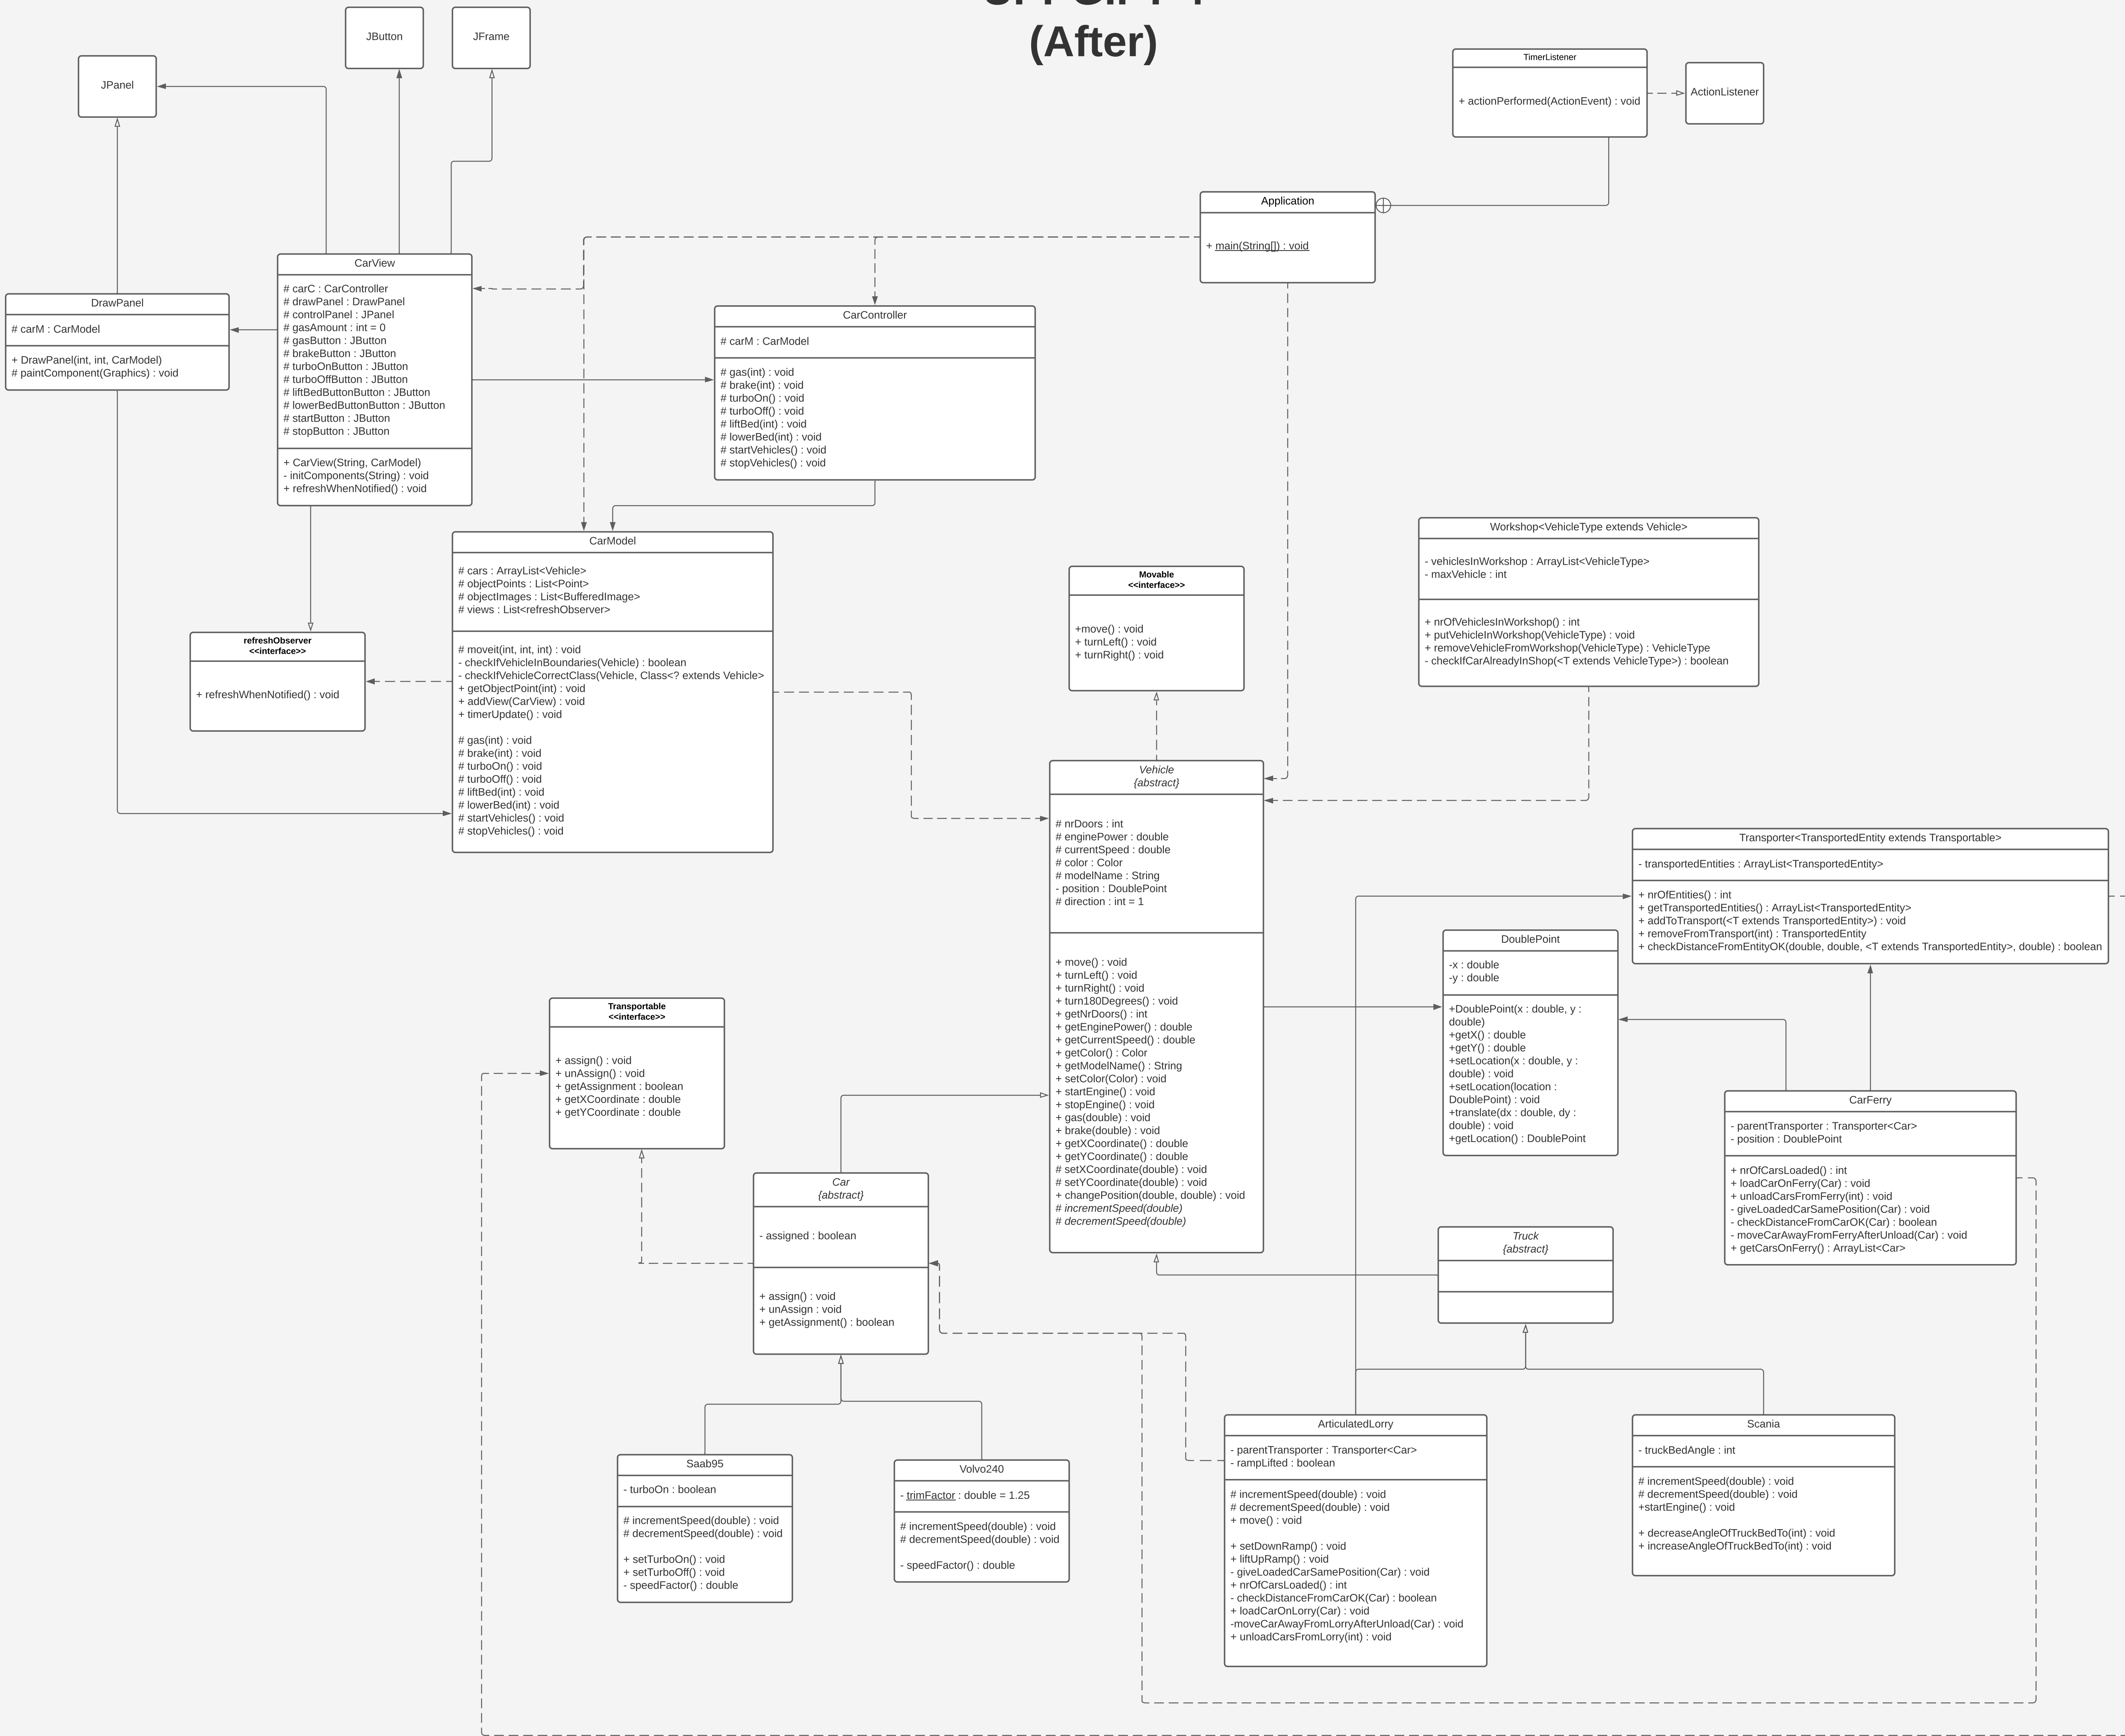 (After)
JButton
JFrame
JPanel
TimerListener
+ actionPerformed(ActionEvent) : void
ActionListener
Application
+ main(String[]) : void
CarView
# carC : CarController
# drawPanel : DrawPanel
# controlPanel : JPanel
# gasAmount : int = 0
# gasButton : JButton
# brakeButton : JButton
# turboOnButton : JButton
# turboOffButton : JButton
# liftBedButtonButton : JButton
# lowerBedButtonButton : JButton
# startButton : JButton
# stopButton : JButton
+ CarView(String, CarModel)
- initComponents(String) : void
+ refreshWhenNotified() : void
DrawPanel
# carM : CarModel
+ DrawPanel(int, int, CarModel)
# paintComponent(Graphics) : void
CarController
# carM : CarModel
# gas(int) : void
# brake(int) : void
# turboOn() : void
# turboOff() : void
# liftBed(int) : void
# lowerBed(int) : void
# startVehicles() : void
# stopVehicles() : void
CarModel
# cars : ArrayList<Vehicle>
# objectPoints : List<Point>
# objectImages : List<BufferedImage>
# views : List<refreshObserver>
# moveit(int, int, int) : void
- checkIfVehicleInBoundaries(Vehicle) : boolean
- checkIfVehicleCorrectClass(Vehicle, Class<? extends Vehicle>
+ getObjectPoint(int) : void
+ addView(CarView) : void
+ timerUpdate() : void
# gas(int) : void
# brake(int) : void
# turboOn() : void
# turboOff() : void
# liftBed(int) : void
# lowerBed(int) : void
# startVehicles() : void
# stopVehicles() : void
refreshObserver
<<interface>>
+ refreshWhenNotified() : void
Movable
<<interface>>
+move() : void
+ turnLeft() : void
+ turnRight() : void
Workshop<VehicleType extends Vehicle>
- vehiclesInWorkshop : ArrayList<VehicleType>
- maxVehicle : int
+ nrOfVehiclesInWorkshop() : int
+ putVehicleInWorkshop(VehicleType) : void
+ removeVehicleFromWorkshop(VehicleType) : VehicleType
- checkIfCarAlreadyInShop(<T extends VehicleType>) : boolean
Vehicle
{abstract}
# nrDoors : int
# enginePower : double
# currentSpeed : double
# color : Color
# modelName : String
- position : DoublePoint
# direction : int = 1
+ move() : void
+ turnLeft() : void
+ turnRight() : void
+ turn180Degrees() : void
+ getNrDoors() : int
+ getEnginePower() : double
+ getCurrentSpeed() : double
+ getColor() : Color
+ getModelName() : String
+ setColor(Color) : void
+ startEngine() : void
+ stopEngine() : void
+ gas(double) : void
+ brake(double) : void
+ getXCoordinate() : double
+ getYCoordinate() : double
# setXCoordinate(double) : void
# setYCoordinate(double) : void
+ changePosition(double, double) : void
# incrementSpeed(double)
# decrementSpeed(double)
Transporter<TransportedEntity extends Transportable>
- transportedEntities : ArrayList<TransportedEntity>
+ nrOfEntities() : int
+ getTransportedEntities() : ArrayList<TransportedEntity>
+ addToTransport(<T extends TransportedEntity>) : void
+ removeFromTransport(int) : TransportedEntity
+ checkDistanceFromEntityOK(double, double, <T extends TransportedEntity>, double) : boolean
DoublePoint
-x : double
-y : double
+DoublePoint(x : double, y :
double)
+getX() : double
+getY() : double
+setLocation(x : double, y :
double) : void
+setLocation(location :
DoublePoint) : void
+translate(dx : double, dy :
double) : void
+getLocation() : DoublePoint
Transportable
<<interface>>
+ assign() : void
+ unAssign() : void
+ getAssignment : boolean
+ getXCoordinate : double
+ getYCoordinate : double
CarFerry
- parentTransporter : Transporter<Car>
- position : DoublePoint
+ nrOfCarsLoaded() : int
+ loadCarOnFerry(Car) : void
+ unloadCarsFromFerry(int) : void
- giveLoadedCarSamePosition(Car) : void
- checkDistanceFromCarOK(Car) : boolean
- moveCarAwayFromFerryAfterUnload(Car) : void
+ getCarsOnFerry() : ArrayList<Car>
Car
{abstract}
- assigned : boolean
+ assign() : void
+ unAssign : void
+ getAssignment() : boolean
Truck
{abstract}
Saab95
- turboOn : boolean
# incrementSpeed(double) : void
# decrementSpeed(double) : void
+ setTurboOn() : void
+ setTurboOff() : void
- speedFactor() : double
Volvo240
- trimFactor : double = 1.25
# incrementSpeed(double) : void
# decrementSpeed(double) : void
- speedFactor() : double
ArticulatedLorry
- parentTransporter : Transporter<Car>
- rampLifted : boolean
# incrementSpeed(double) : void
# decrementSpeed(double) : void
+ move() : void
+ setDownRamp() : void
+ liftUpRamp() : void
- giveLoadedCarSamePosition(Car) : void
+ nrOfCarsLoaded() : int
- checkDistanceFromCarOK(Car) : boolean
+ loadCarOnLorry(Car) : void
-moveCarAwayFromLorryAfterUnload(Car) : void
+ unloadCarsFromLorry(int) : void
Scania
- truckBedAngle : int
# incrementSpeed(double) : void
# decrementSpeed(double) : void
+startEngine() : void
+ decreaseAngleOfTruckBedTo(int) : void
+ increaseAngleOfTruckBedTo(int) : void